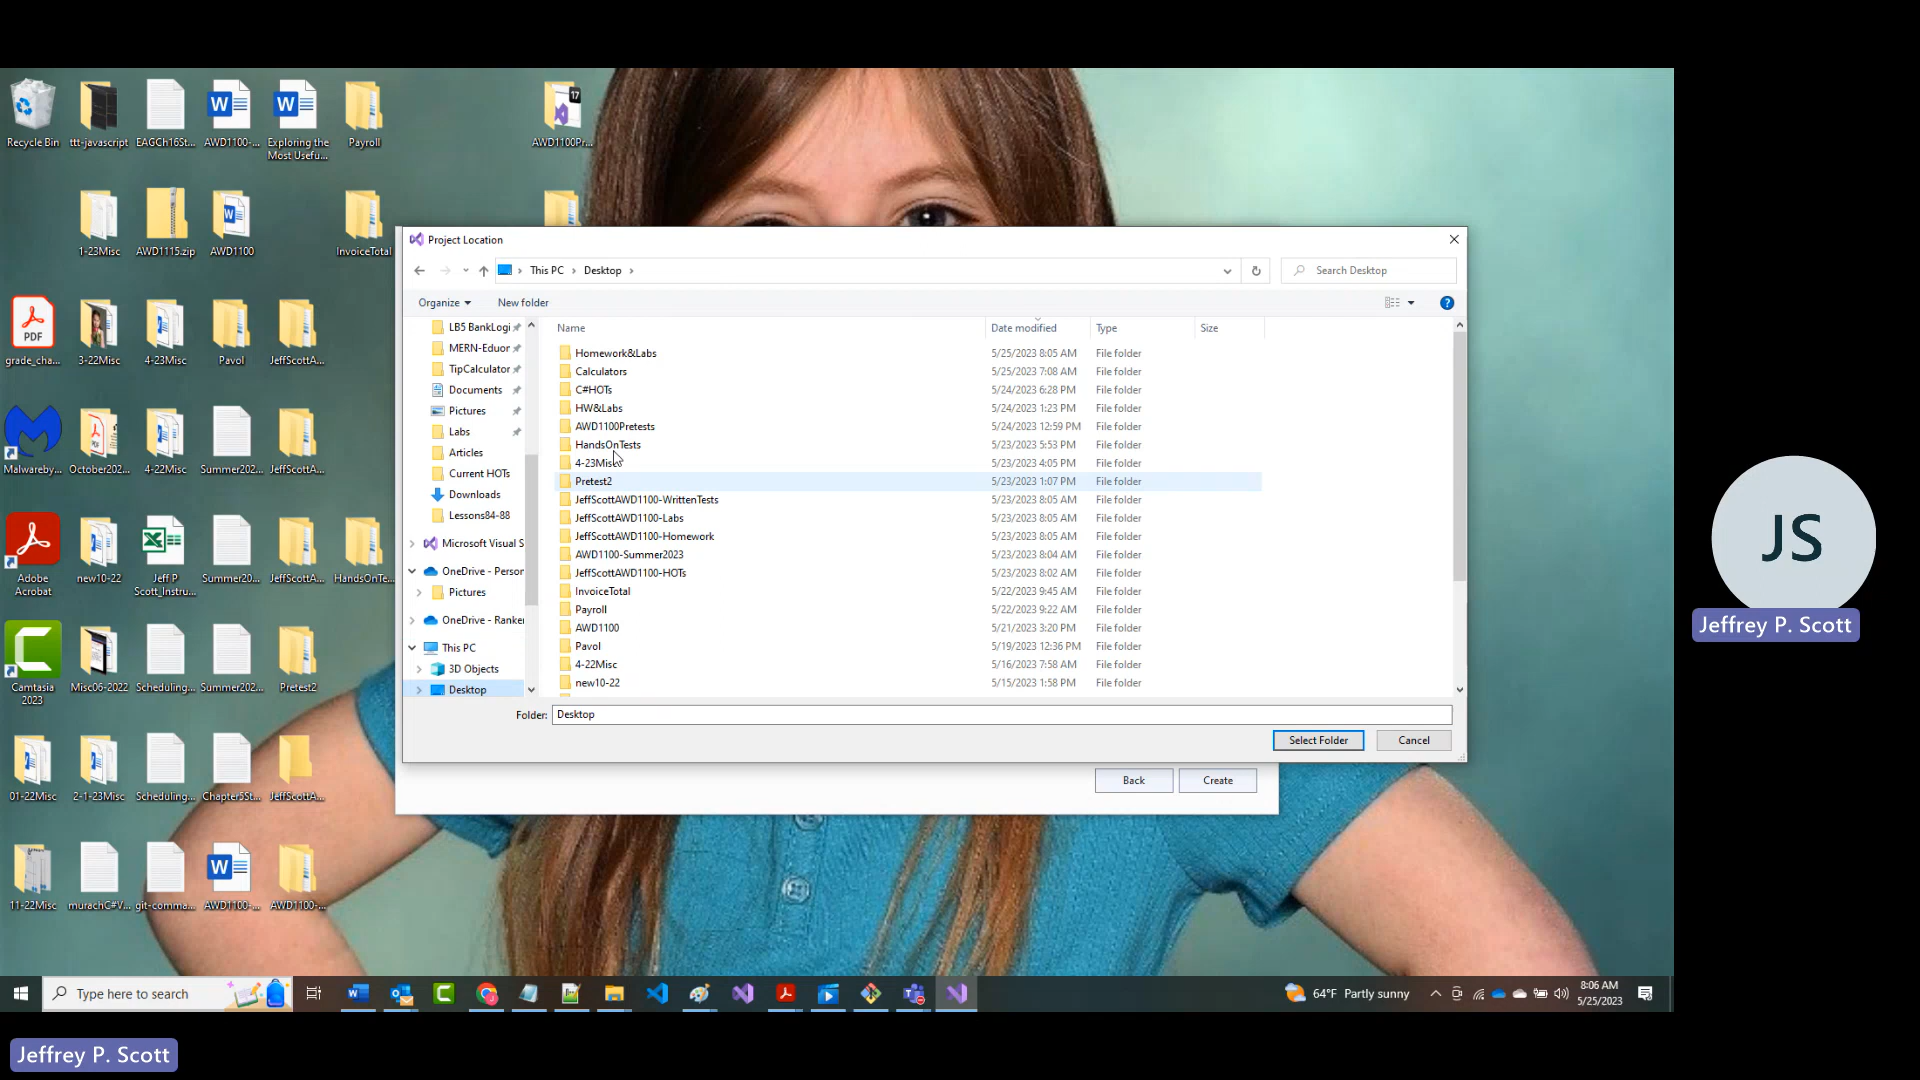 Recycle Bin
ttt-javascript
EAGCh16St...
AWD1100-...
Exploring the
Most Usefu...
Payroll
17
AWD1100Pr...
1-23Misc
AWD1115.zip
AWD1100
InvoiceTotal
PDF
grade_cha...
3-22Misc
4-23Misc
Pavol
JeffScottA...
Malwareby...
October202...
4-22Misc
Summer202...
JeffScottA...
Adobe
Acrobat
new10-22
Jeff P
Scott_Instru...
Summer20...
JeffScottA...
HandsOnTe...
Camtasia
2023
Misc06-2022
Scheduling...
Summer202...
Pretest2
01-22Misc
2-1-23Misc
Scheduling...
Chapter5St...
JeffScottA...
11-22Misc
murachC#V...
git-comma...
AWD1100-...
AWD1100-...
Project Location
This PC > Desktop >
Search Desktop
Organize
New folder
LB5 BankLogi
MERN-Eduor
TipCalculator
Documents
Pictures
Labs
Articles
Current HOTs
Downloads
Lessons84-88
Microsoft Visual S
OneDrive - Person
Pictures
OneDrive - Ranker
This PC
3D Objects
Desktop
Name Date modified Type Size
Homework&Labs 5/25/2023 8:05 AM File folder
Calculators 5/25/2023 7:08 AM File folder
C#HOTs 5/24/2023 6:28 PM File folder
HW&Labs 5/24/2023 1:23 PM File folder
AWD1100Pretests 5/24/2023 12:59 PM File folder
HandsOnTests 5/23/2023 5:53 PM File folder
4-23Misc 5/23/2023 4:05 PM File folder
Pretest2 5/23/2023 1:07 PM File folder
JeffScottAWD1100-WrittenTests 5/23/2023 8:05 AM File folder
JeffScottAWD1100-Labs 5/23/2023 8:05 AM File folder
JeffScottAWD1100-Homework 5/23/2023 8:05 AM File folder
AWD1100-Summer2023 5/23/2023 8:04 AM File folder
JeffScottAWD1100-HOTs 5/23/2023 8:02 AM File folder
InvoiceTotal 5/22/2023 9:45 AM File folder
Payroll 5/22/2023 9:22 AM File folder
AWD1100 5/21/2023 3:20 PM File folder
Pavol 5/19/2023 12:36 PM File folder
4-22Misc 5/16/2023 7:58 AM File folder
new10-22 5/15/2023 1:58 PM File folder
Folder: Desktop
Select Folder
Cancel
Back
Create
JS
Jeffrey P. Scott
Type here to search
64°F Partly sunny
8:06 AM
5/25/2023
Jeffrey P. Scott